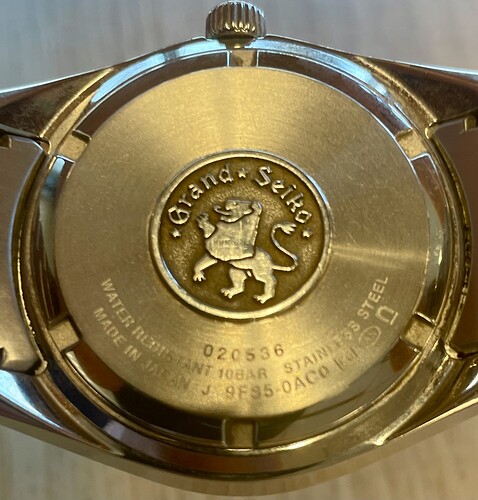 Grand ★ Seiko
020536
WATER RESISTANT 10BAR STAINLESS STEEL
MADE IN JAPAN J 9F85-0AC0